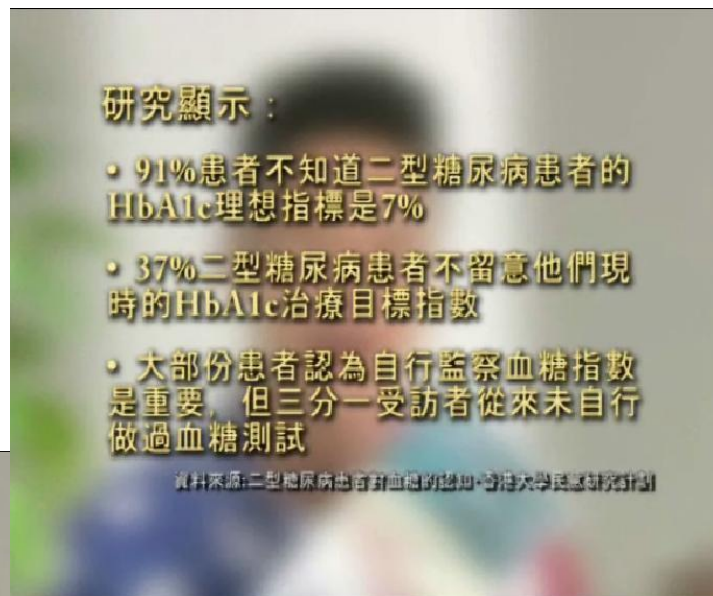 研究顯示：
• 91%患者不知道二型糖尿病患者的
HbA1c理想指標是7%
• 37%二型糖尿病患者不留意他們現
時的HbA1c治療目標指數
• 大部份患者認為自行監察血糖指數
是重要，但三分一受訪者從來未自行
做過血糖測試
資料來源:二型糖尿病患者對血糖的認知-香港大學民意研究計劃